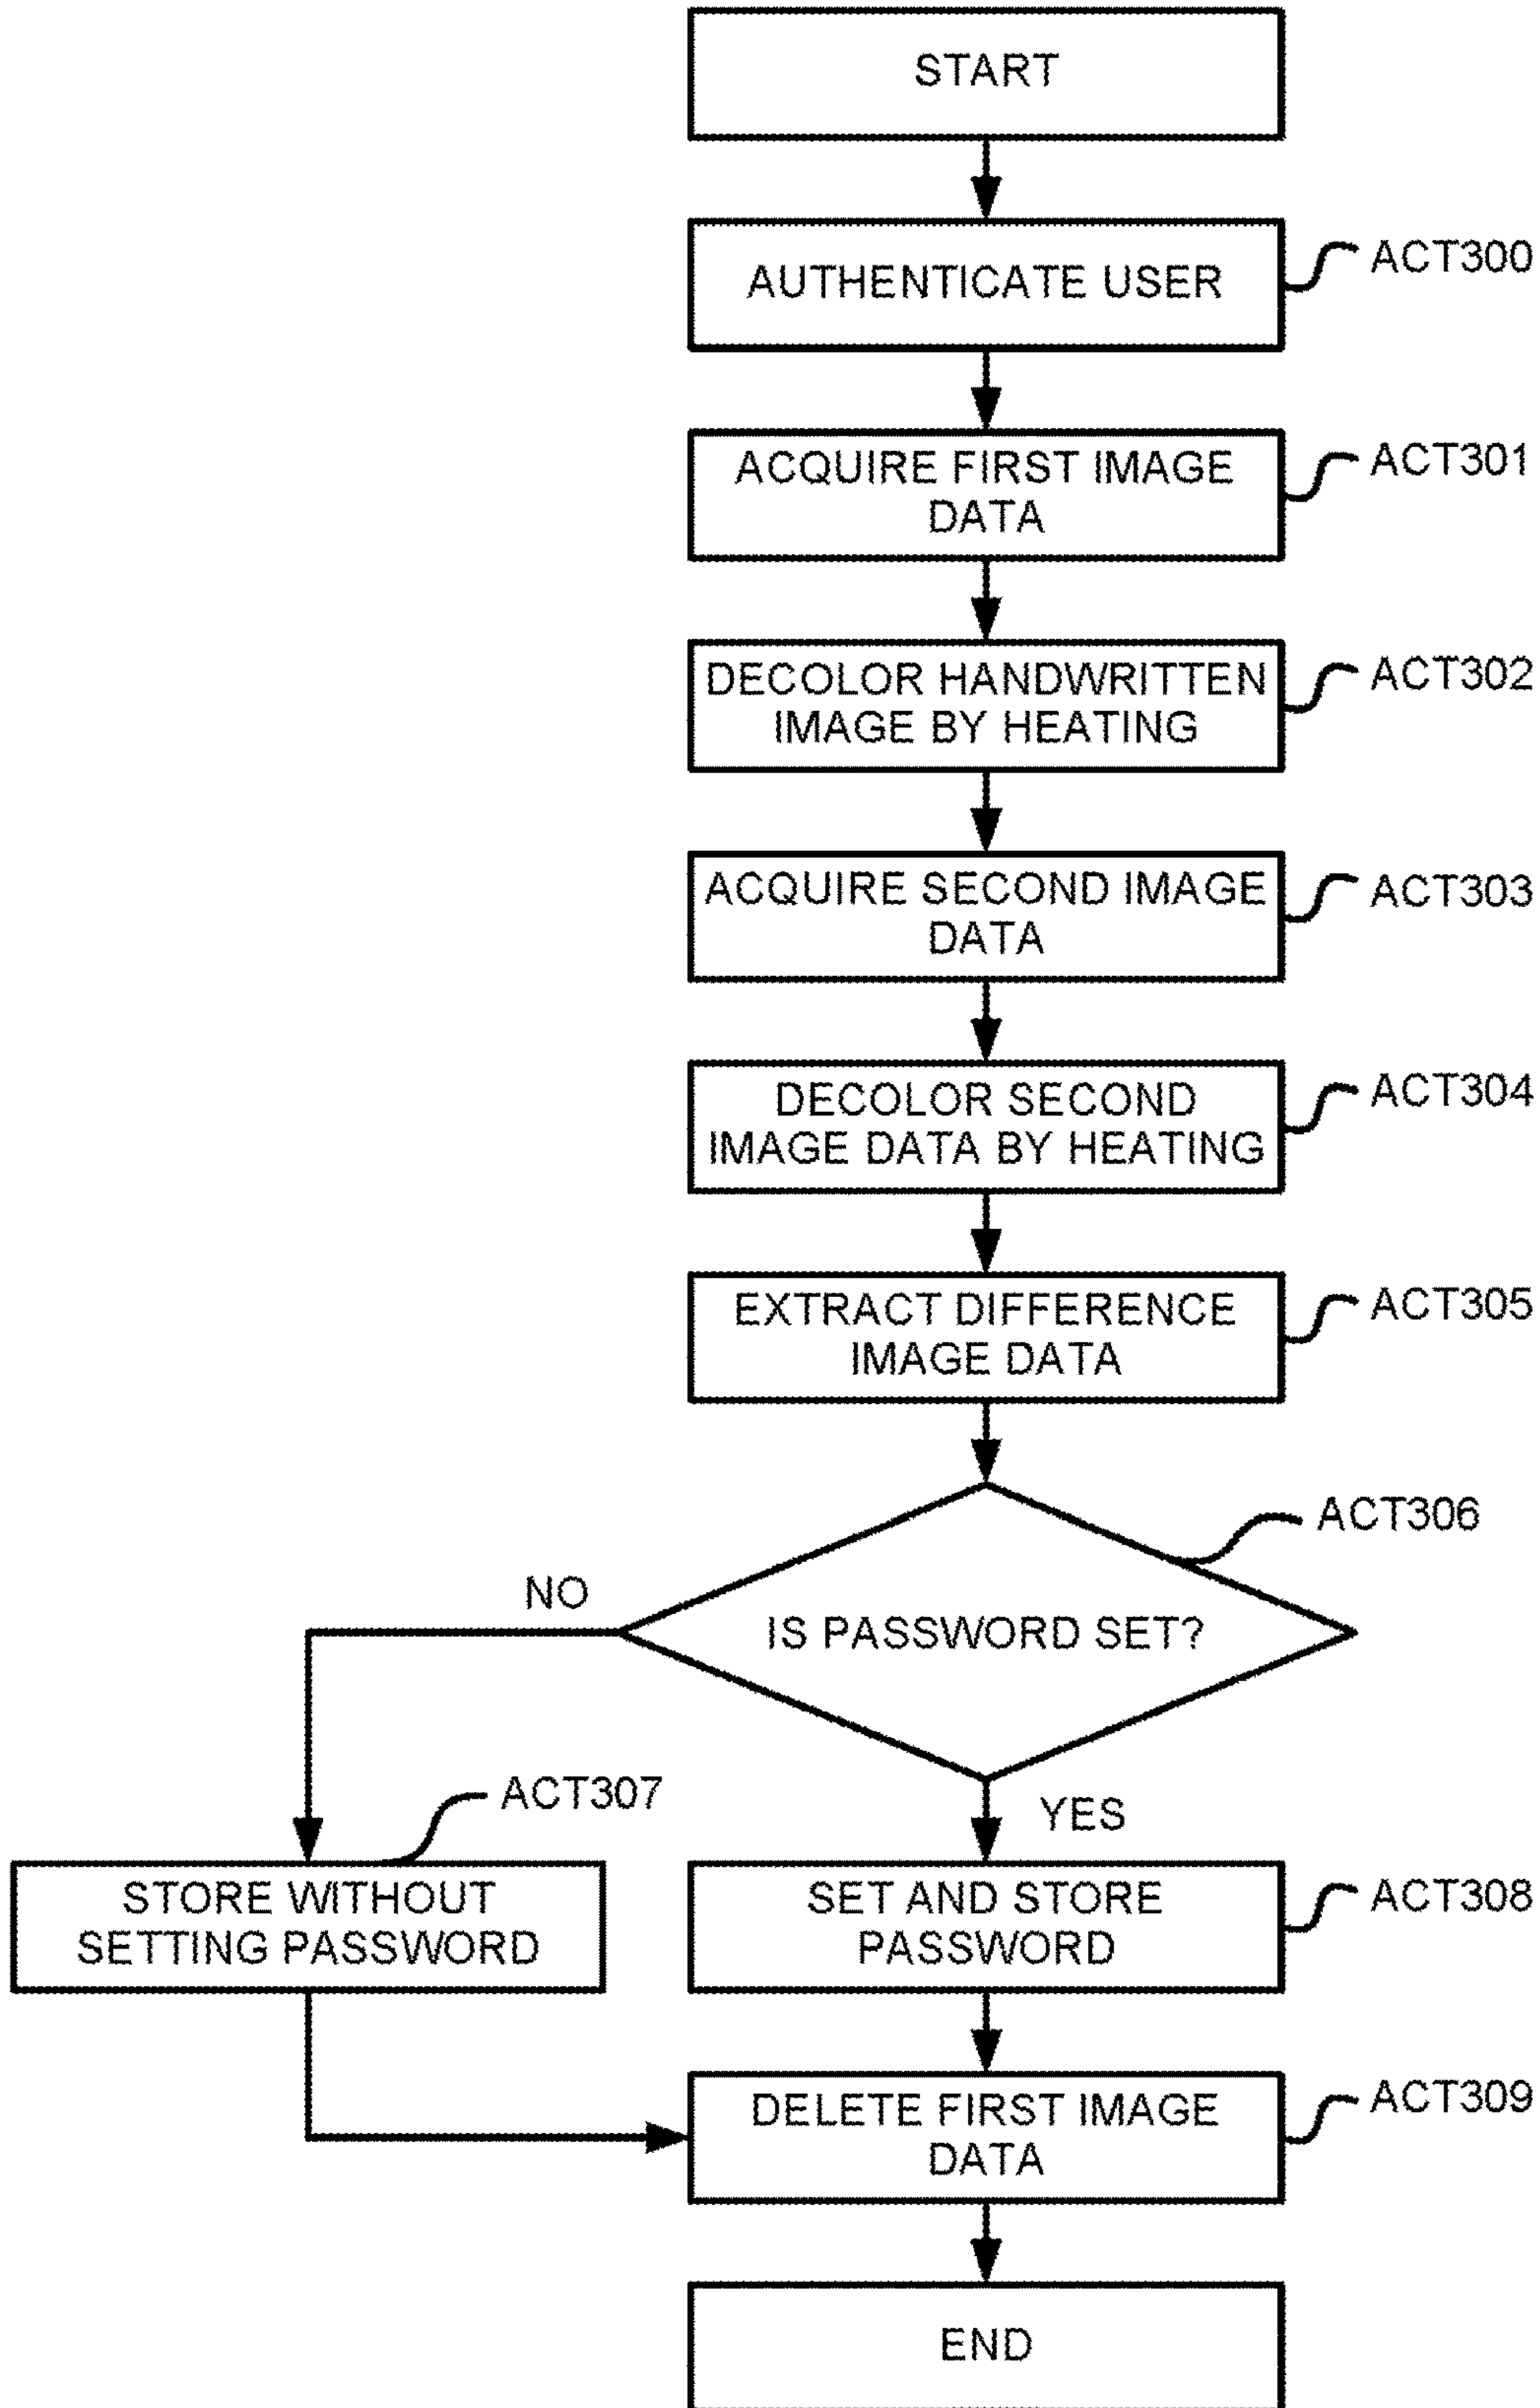 START
AUTHENTICATE USER
ACT300
ACQUIRE FIRST IMAGE
DATA
ACT301
DECOLOR HANDWRITTEN
IMAGE BY HEATING
ACT302
ACQUIRE SECOND IMAGE
DATA
ACT303
DECOLOR SECOND
IMAGE DATA BY HEATING
ACT304
EXTRACT DIFFERENCE
IMAGE DATA
ACT305
ACT306
IS PASSWORD SET?
NO
YES
ACT307
STORE WITHOUT
SETTING PASSWORD
SET AND STORE
PASSWORD
ACT308
DELETE FIRST IMAGE
DATA
ACT309
END